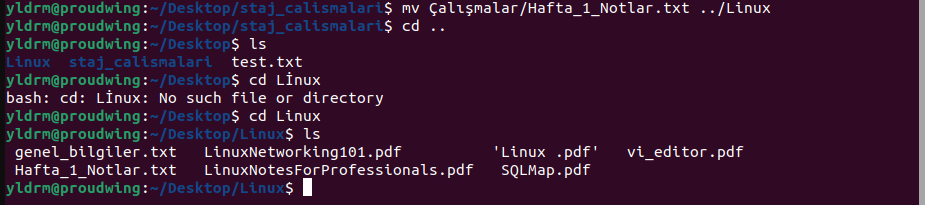 yldrm@proudwing:~/Desktop/staj_calismalari$ mv Çalışmalar/Hafta_1_Notlar.txt ../Linux
yldrm@proudwing:~/Desktop/staj_calismalari$ cd ..
yldrm@proudwing:~/Desktop$ ls
Linux  staj_calismalari  test.txt
yldrm@proudwing:~/Desktop$ cd Lİnux
bash: cd: Lİnux: No such file or directory
yldrm@proudwing:~/Desktop$ cd Linux
yldrm@proudwing:~/Desktop/Linux$ ls
 genel_bilgiler.txt   LinuxNetworking101.pdf          'Linux .pdf'   vi_editor.pdf
 Hafta_1_Notlar.txt   LinuxNotesForProfessionals.pdf   SQLMap.pdf
yldrm@proudwing:~/Desktop/Linux$